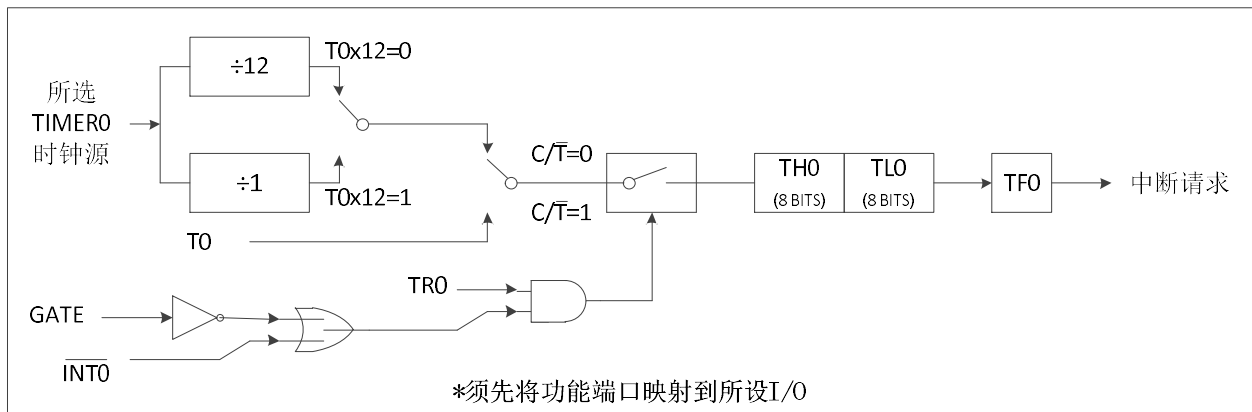 ÷12
T0x12=0
所选
TIMER0
时钟源
÷1
T0x12=1
C/T̅=0
C/T̅=1
TH0
(8 BITS)
TL0
(8 BITS)
TF0
中断请求
T0
TR0
GATE
I̅N̅T̅0̅
*须先将功能端口映射到所设I/O